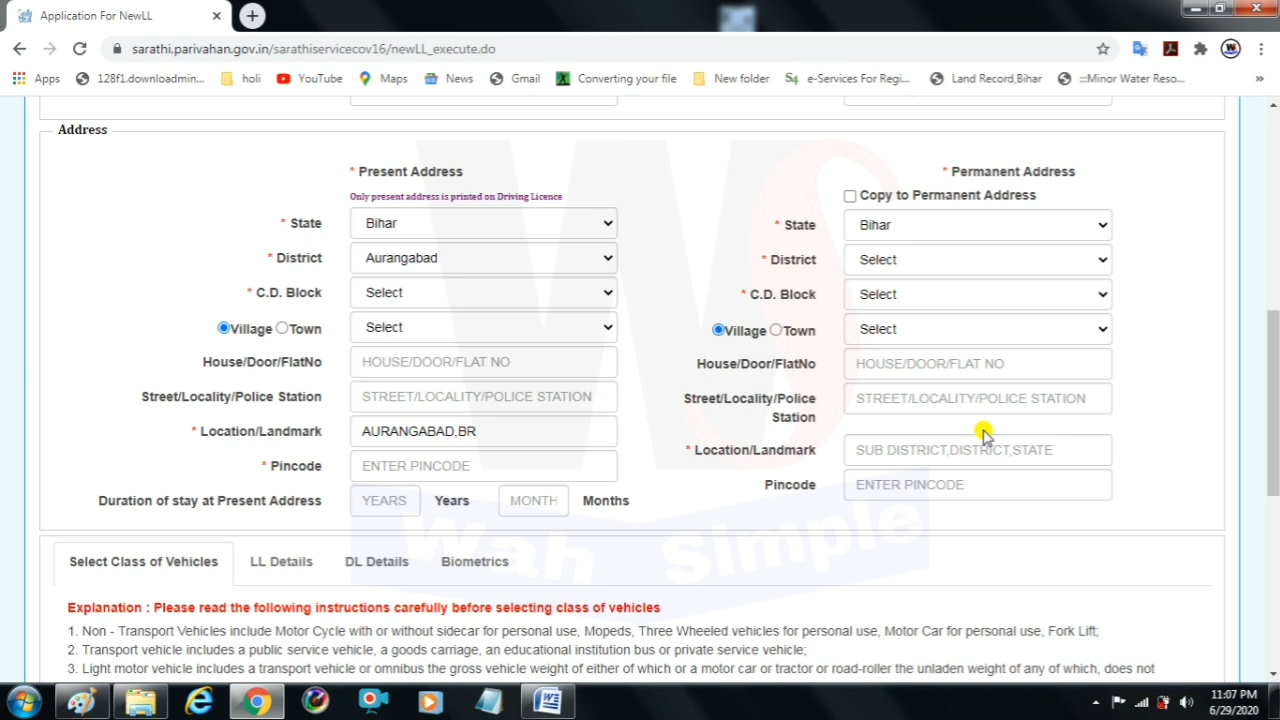 Application For NewLL
sarathi.parivahan.gov.in/sarathiservicecov16/newLL_execute.do
Apps 128f1.downloadmin... holi YouTube Maps News Gmail Converting your file New folder e-Services For Regi... Land Record,Bihar :::Minor Water Reso... »
Address
* Present Address
* Permanent Address
Only present address is printed on Driving Licence
Copy to Permanent Address
* State Bihar
* State Bihar
* District Aurangabad
* District Select
* C.D. Block Select
* C.D. Block Select
Village Town Select
Village Town Select
House/Door/FlatNo HOUSE/DOOR/FLAT NO
House/Door/FlatNo HOUSE/DOOR/FLAT NO
Street/Locality/Police Station STREET/LOCALITY/POLICE STATION
Street/Locality/Police STREET/LOCALITY/POLICE STATION
Station
* Location/Landmark AURANGABAD,BR
* Location/Landmark SUB DISTRICT,DISTRICT,STATE
* Pincode ENTER PINCODE
Pincode ENTER PINCODE
Duration of stay at Present Address YEARS Years MONTH Months
Wah Simple
Select Class of Vehicles LL Details DL Details Biometrics
Explanation : Please read the following instructions carefully before selecting class of vehicles
1. Non - Transport Vehicles include Motor Cycle with or without sidecar for personal use, Mopeds, Three Wheeled vehicles for personal use, Motor Car for personal use, Fork Lift;
2. Transport vehicle includes a public service vehicle, a goods carriage, an educational institution bus or private service vehicle;
3. Light motor vehicle includes a transport vehicle or omnibus the gross vehicle weight of either of which or a motor car or tractor or road-roller the unladen weight of any of which, does not
11:07 PM
6/29/2020